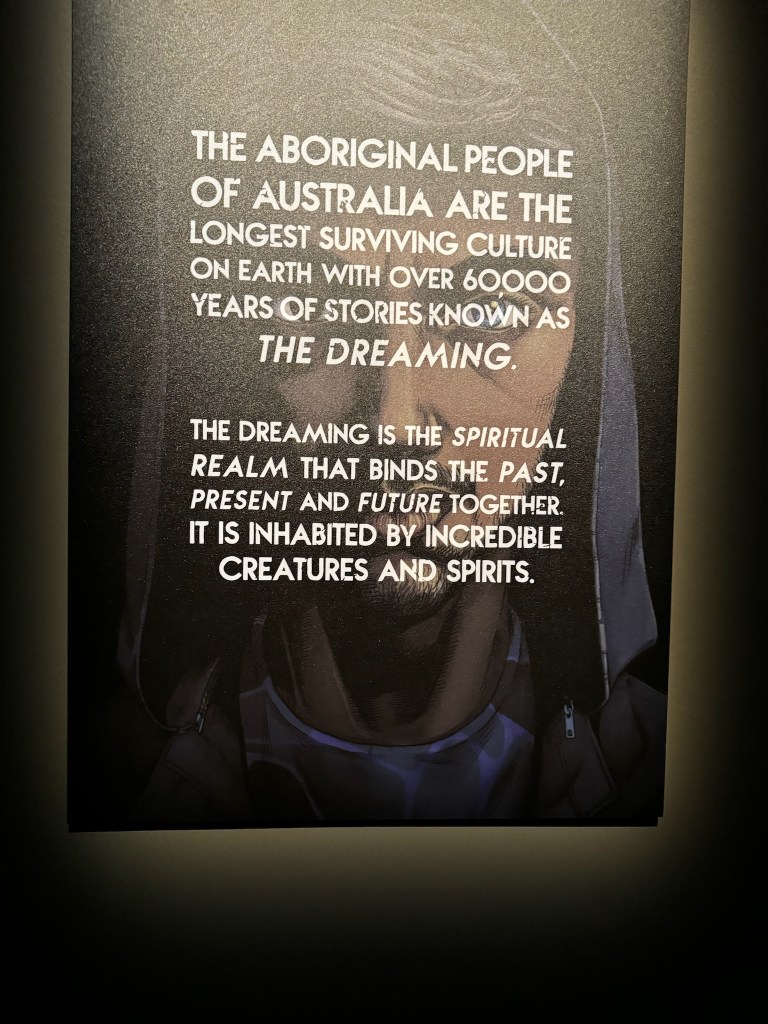 THE ABORIGINAL PEOPLE
OF AUSTRALIA ARE THE
LONGEST SURVIVING CULTURE
ON EARTH WITH OVER 60,000
YEARS OF STORIES KNOWN AS
THE DREAMING.
THE DREAMING IS THE SPIRITUAL
REALM THAT BINDS THE PAST,
PRESENT AND FUTURE TOGETHER.
IT IS INHABITED BY INCREDIBLE
CREATURES AND SPIRITS.